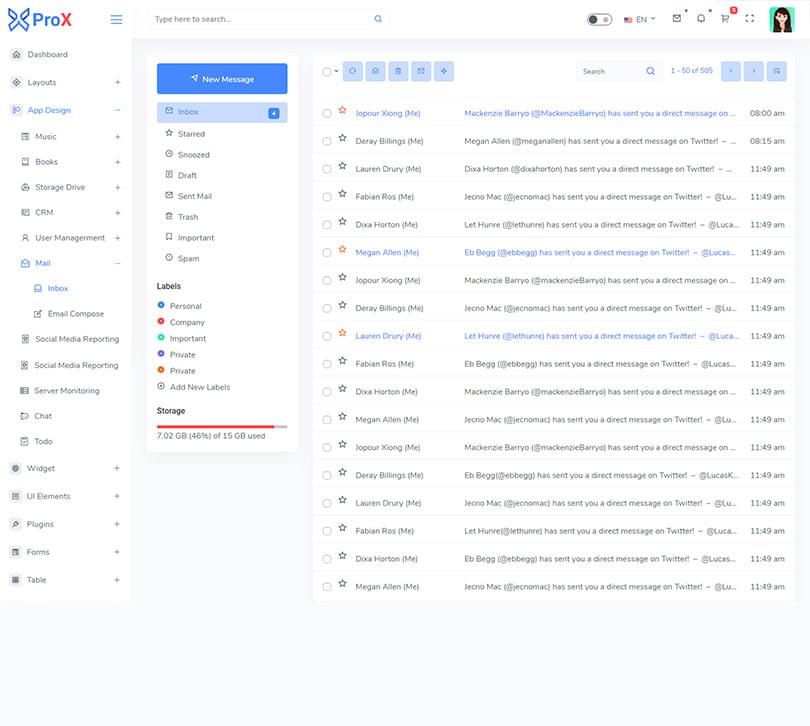 ProX
Type here to search...
EN
8
Dashboard
Layouts
App Design
Music
Books
Storage Drive
CRM
User Managerment
Mail
Inbox
Email Compose
Social Media Reporting
Social Media Reporting
Server Monitoring
Chat
Todo
Widget
UI Elements
Plugins
Forms
Table
New Message
Inbox 4
Starred
Snoozed
Draft
Sent Mail
Trash
Important
Spam
Labels
Personal
Company
Important
Private
Private
Add New Labels
Storage
7.02 GB (46%) of 15 GB used
Search 1 - 50 of 505
Jopour Xiong (Me) Mackenzie Barryo (@MackenzieBarryo) has sent you a direct message on ... 08:00 am
Deray Billings (Me) Megan Allen (@meganallen) has sent you a direct message on Twitter! – ... 08:15 am
Lauren Drury (Me) Dixa Horton (@dixahorton) has sent you a direct message on Twitter! – ... 11:49 am
Fabian Ros (Me) Jecno Mac (@jecnomac) has sent you a direct message on Twitter! – @Lu... 11:49 am
Dixa Horton (Me) Let Hunre (@lethunre) has sent you a direct message on Twitter! – @Lucas... 11:49 am
Megan Allen (Me) Eb Begg (@ebbegg) has sent you a direct message on Twitter! – @Lucas... 11:49 am
Jopour Xiong (Me) Mackenzie Barryo (@mackenzieBarryo) has sent you a direct message on ... 11:49 am
Deray Billings (Me) Jecno Mac (@jecnomac) has sent you a direct message on Twitter! – @Lu... 11:49 am
Lauren Drury (Me) Let Hunre (@lethunre) has sent you a direct message on Twitter! – @Luca... 11:49 am
Fabian Ros (Me) Eb Begg (@ebbegg) has sent you a direct message on Twitter! – @Lucas... 11:49 am
Dixa Horton (Me) Mackenzie Barryo (@mackenzieBarryo) has sent you a direct message on ... 11:49 am
Megan Allen (Me) Jecno Mac (@jecnomac) has sent you a direct message on Twitter! – @Lu... 11:49 am
Jopour Xiong (Me) Mackenzie Barryo (@mackenzieBarryo) has sent you a direct message on ... 11:49 am
Deray Billings (Me) Eb Begg(@ebbegg) has sent you a direct message on Twitter! – @LucasK... 11:49 am
Lauren Drury (Me) Jecno Mac (@jecnomac) has sent you a direct message on Twitter! – @Lu... 11:49 am
Fabian Ros (Me) Let Hunre(@lethunre) has sent you a direct message on Twitter! – @Lucas... 11:49 am
Dixa Horton (Me) Eb Begg (@ebbegg) has sent you a direct message on Twitter! – @Lucas... 11:49 am
Megan Allen (Me) Jecno Mac (@jecnomac) has sent you a direct message on Twitter! – @Lu... 11:49 am